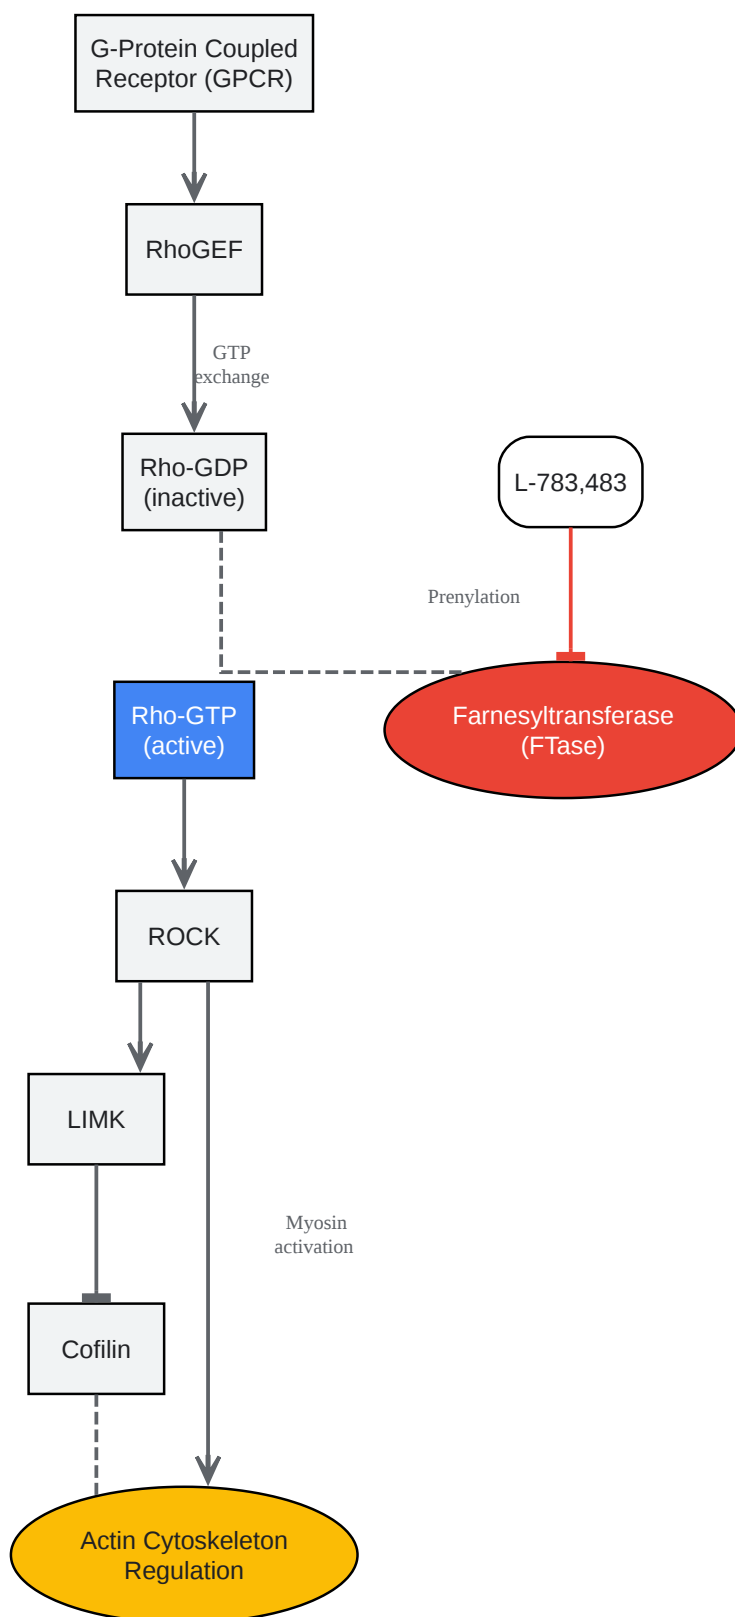 G-Protein Coupled
Receptor (GPCR)
RhoGEF
GTP
exchange
Rho-GDP
(inactive)
L-783,483
Prenylation
Rho-GTP
(active)
Farnesyltransferase
(FTase)
ROCK
LIMK
Myosin
activation
Cofilin
Actin Cytoskeleton
Regulation